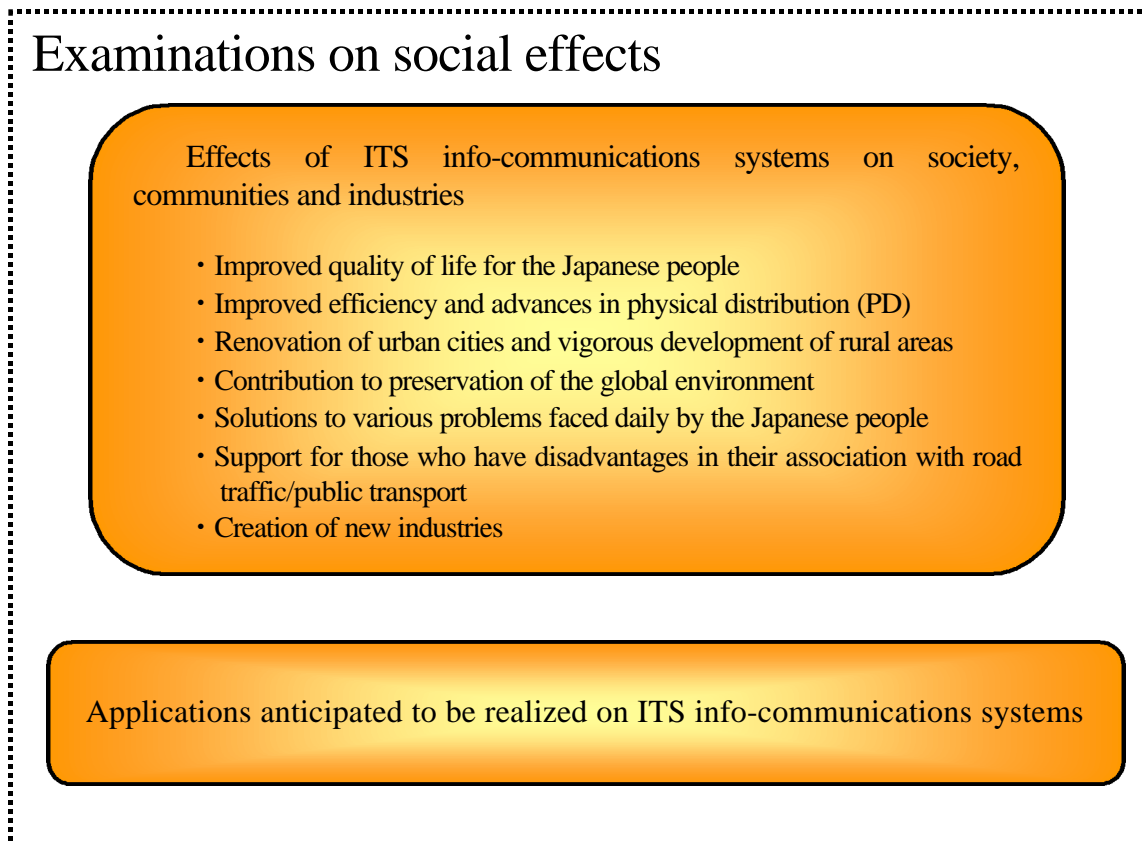 Examinations on social effects
Effects of ITS info-communications systems on society,
communities and industries
・Improved quality of life for the Japanese people
・Improved efficiency and advances in physical distribution (PD)
・Renovation of urban cities and vigorous development of rural areas
・Contribution to preservation of the global environment
・Solutions to various problems faced daily by the Japanese people
・Support for those who have disadvantages in their association with road
traffic/public transport
・Creation of new industries
Applications anticipated to be realized on ITS info-communications systems